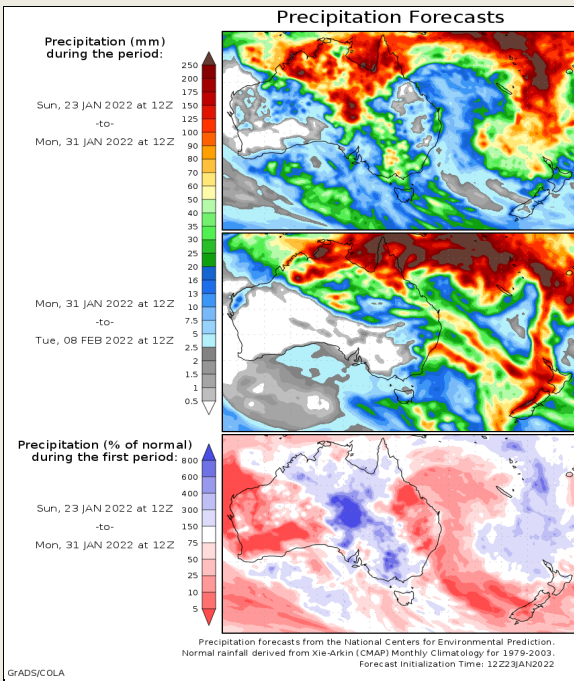 Precipitation Forecasts
Precipitation (mm)
during the period:
Sun, 23 JAN 2022 at 12Z
-to-
Mon, 31 JAN 2022 at 12Z
250
200
175
150
125
100
90
80
70
60
50
40
35
30
25
20
16
13
10
7.5
5
2.5
2
1.5
1
0.5
Mon, 31 JAN 2022 at 12Z
-to-
Tue, 08 FEB 2022 at 12Z
Precipitation (% of normal)
during the first period:
Sun, 23 JAN 2022 at 12Z
-to-
Mon, 31 JAN 2022 at 12Z
800
600
400
300
150
75
50
25
10
5
Precipitation forecasts from the National Centers for Environmental Prediction.
Normal rainfall derived from Xie-Arkin (CMAP) Monthly Climatology for 1979-2003.
Forecast Initialization Time: 12Z23JAN2022
GrADS/COLA